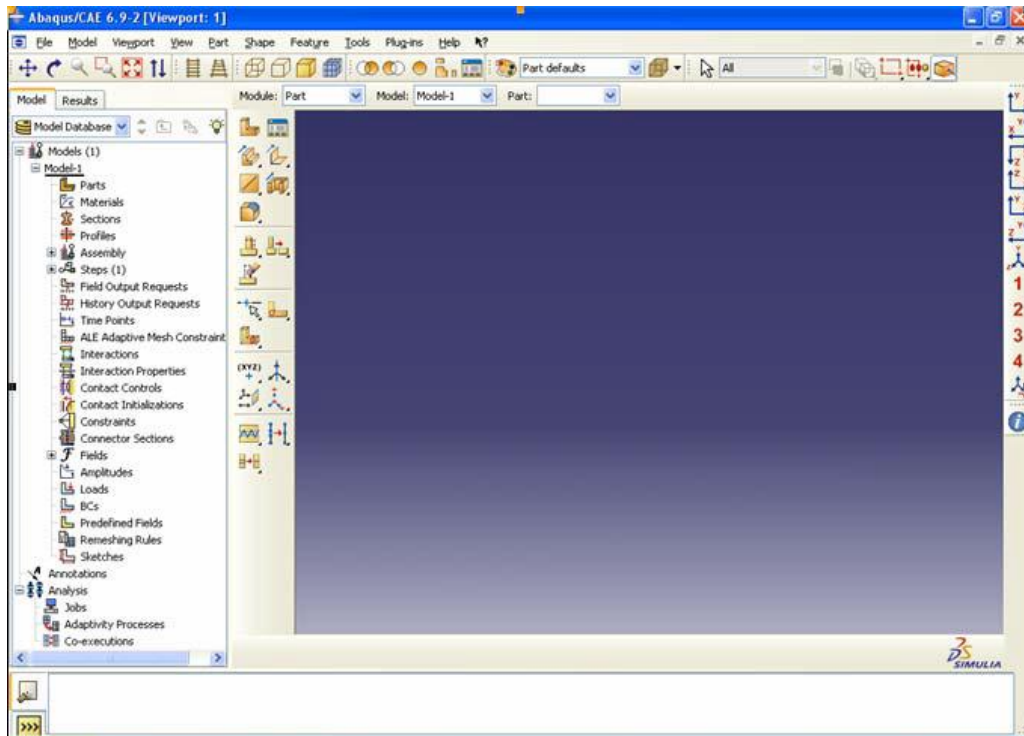 Abaqus/CAE 6.9-2 [Viewport: 1]
File Model Viewport View Part Shape Feature Tools Plug-ins Help
Part defaults All
Model Results
Module: Part Model: Model-1 Part:
Model Database
Models (1)
Model-1
Parts
Materials
Sections
Profiles
Assembly
Steps (1)
Field Output Requests
History Output Requests
Time Points
ALE Adaptive Mesh Constraint
Interactions
Interaction Properties
Contact Controls
Contact Initializations
Constraints
Connector Sections
Fields
Amplitudes
Loads
BCs
Predefined Fields
Remeshing Rules
Sketches
Annotations
Analysis
Jobs
Adaptivity Processes
Co-executions
(XYZ)
1
2
3
4
SIMULIA
>>>